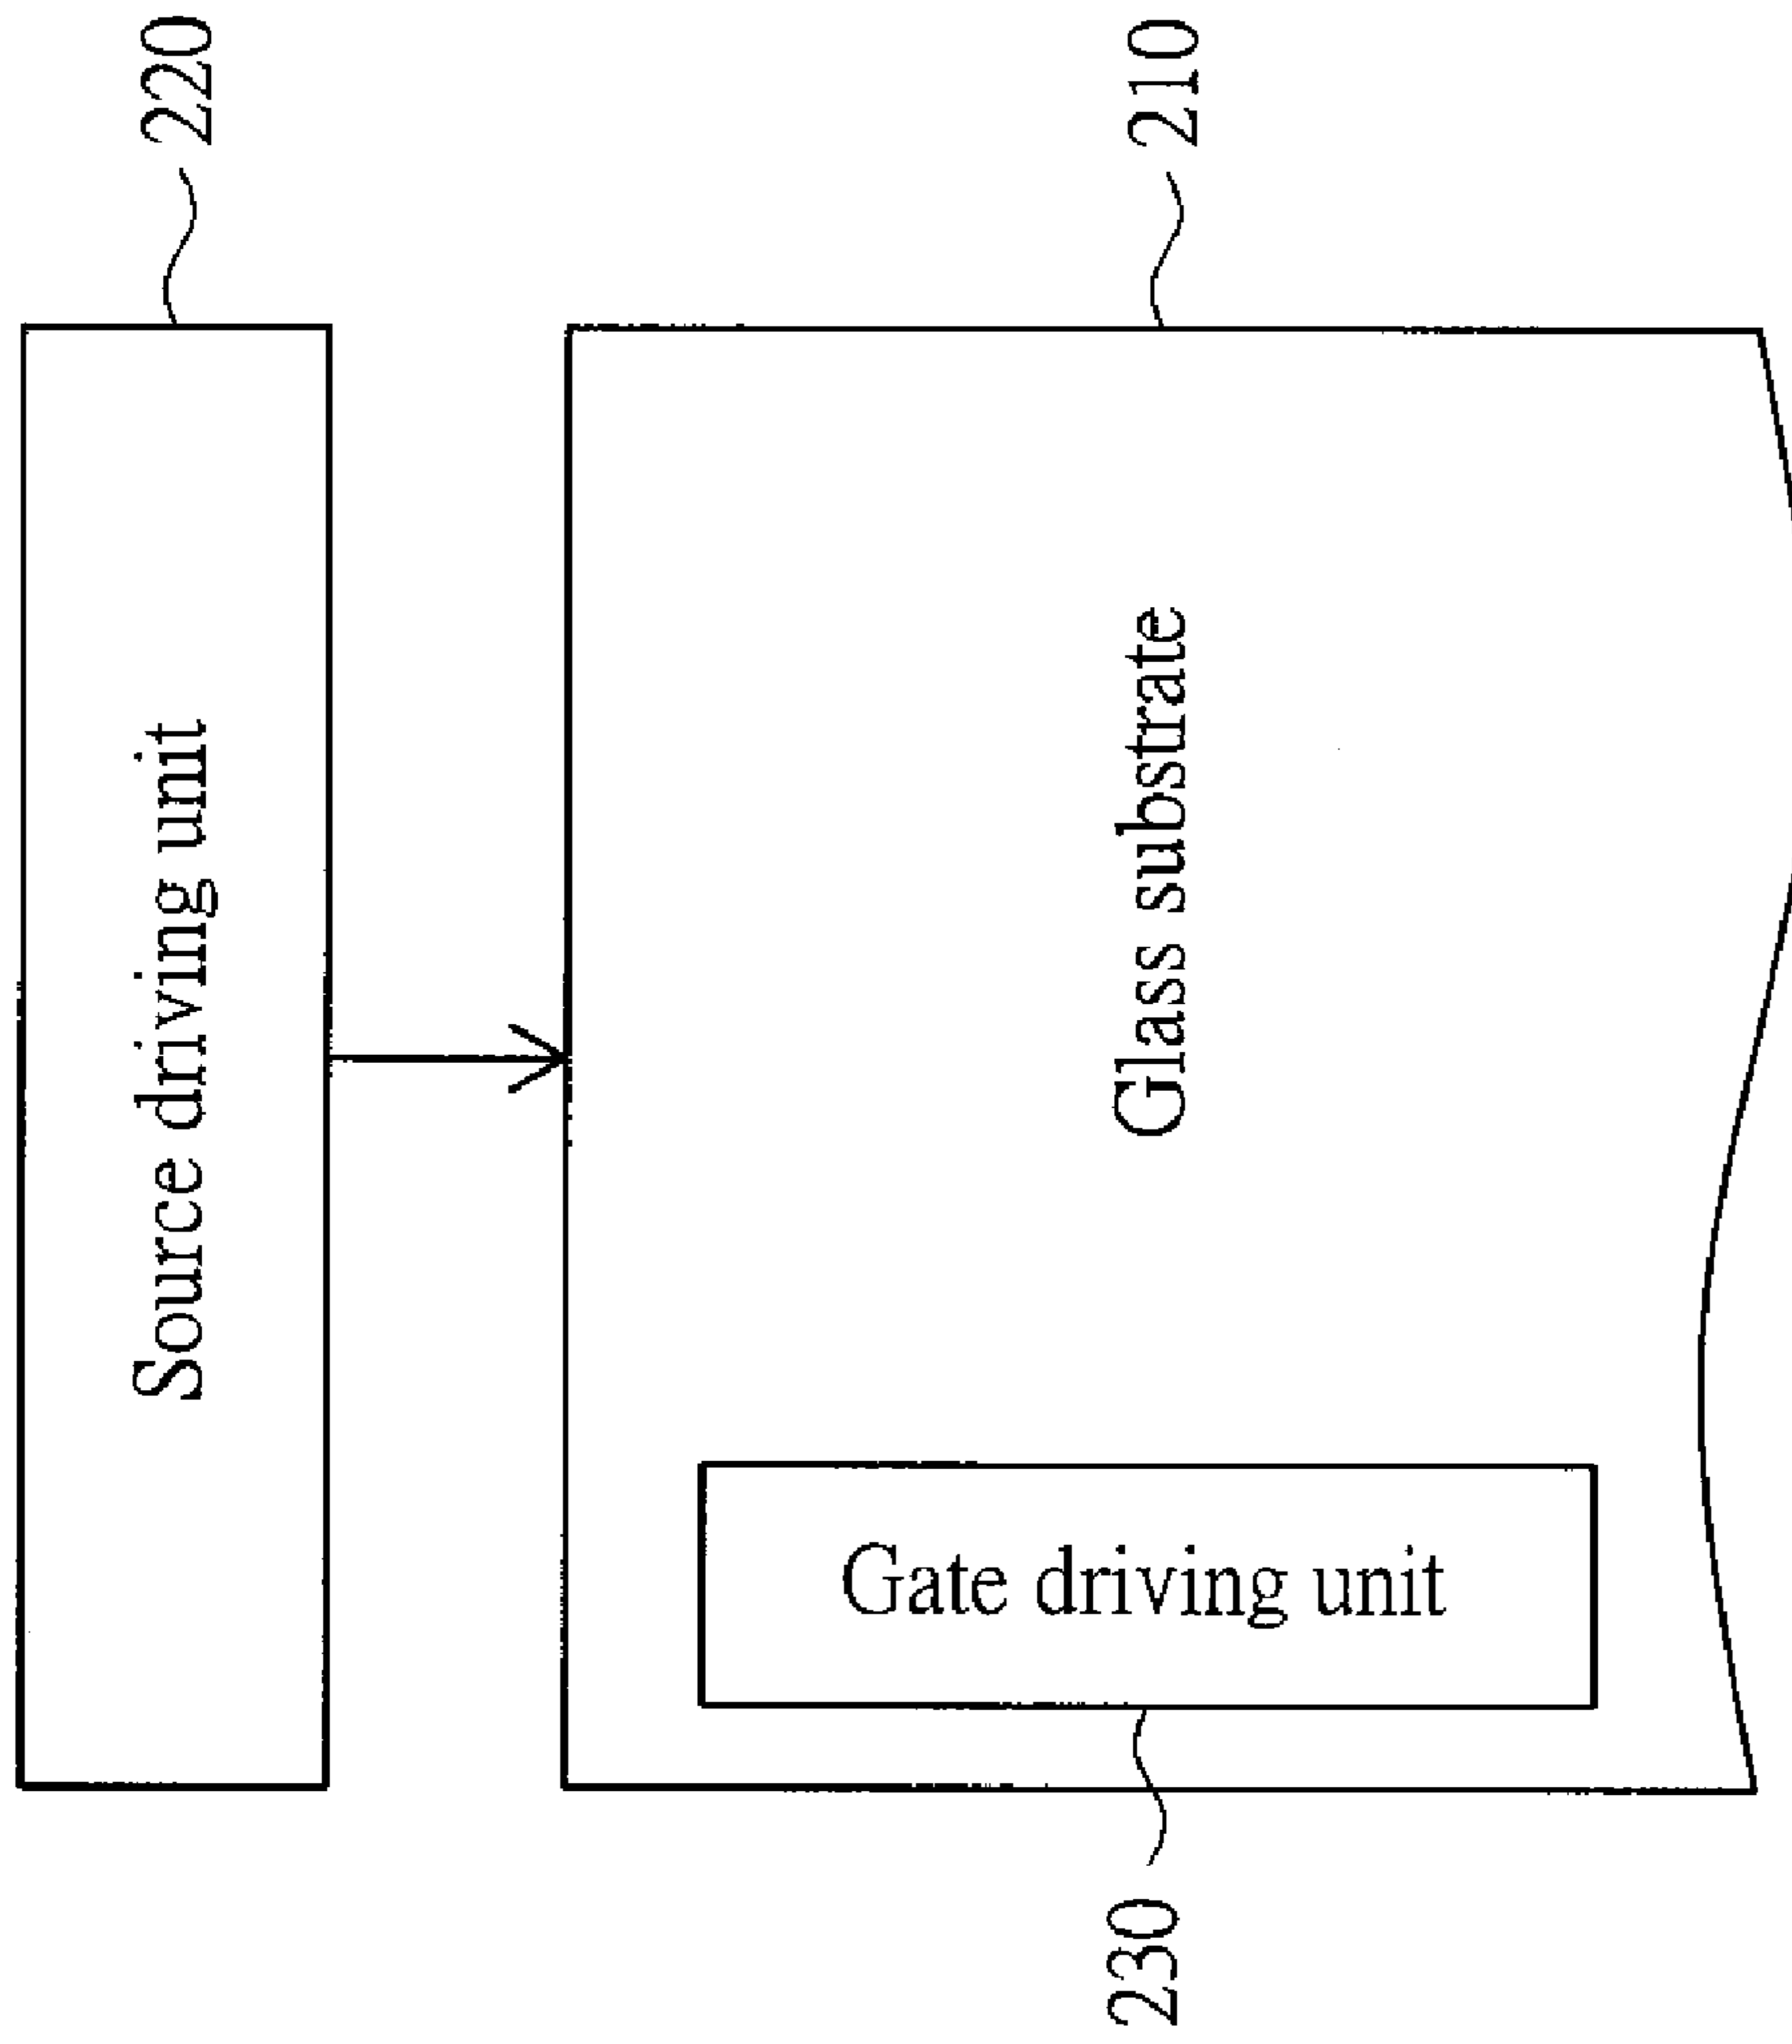 Source driving unit
220
Glass substrate
210
Gate driving unit
230